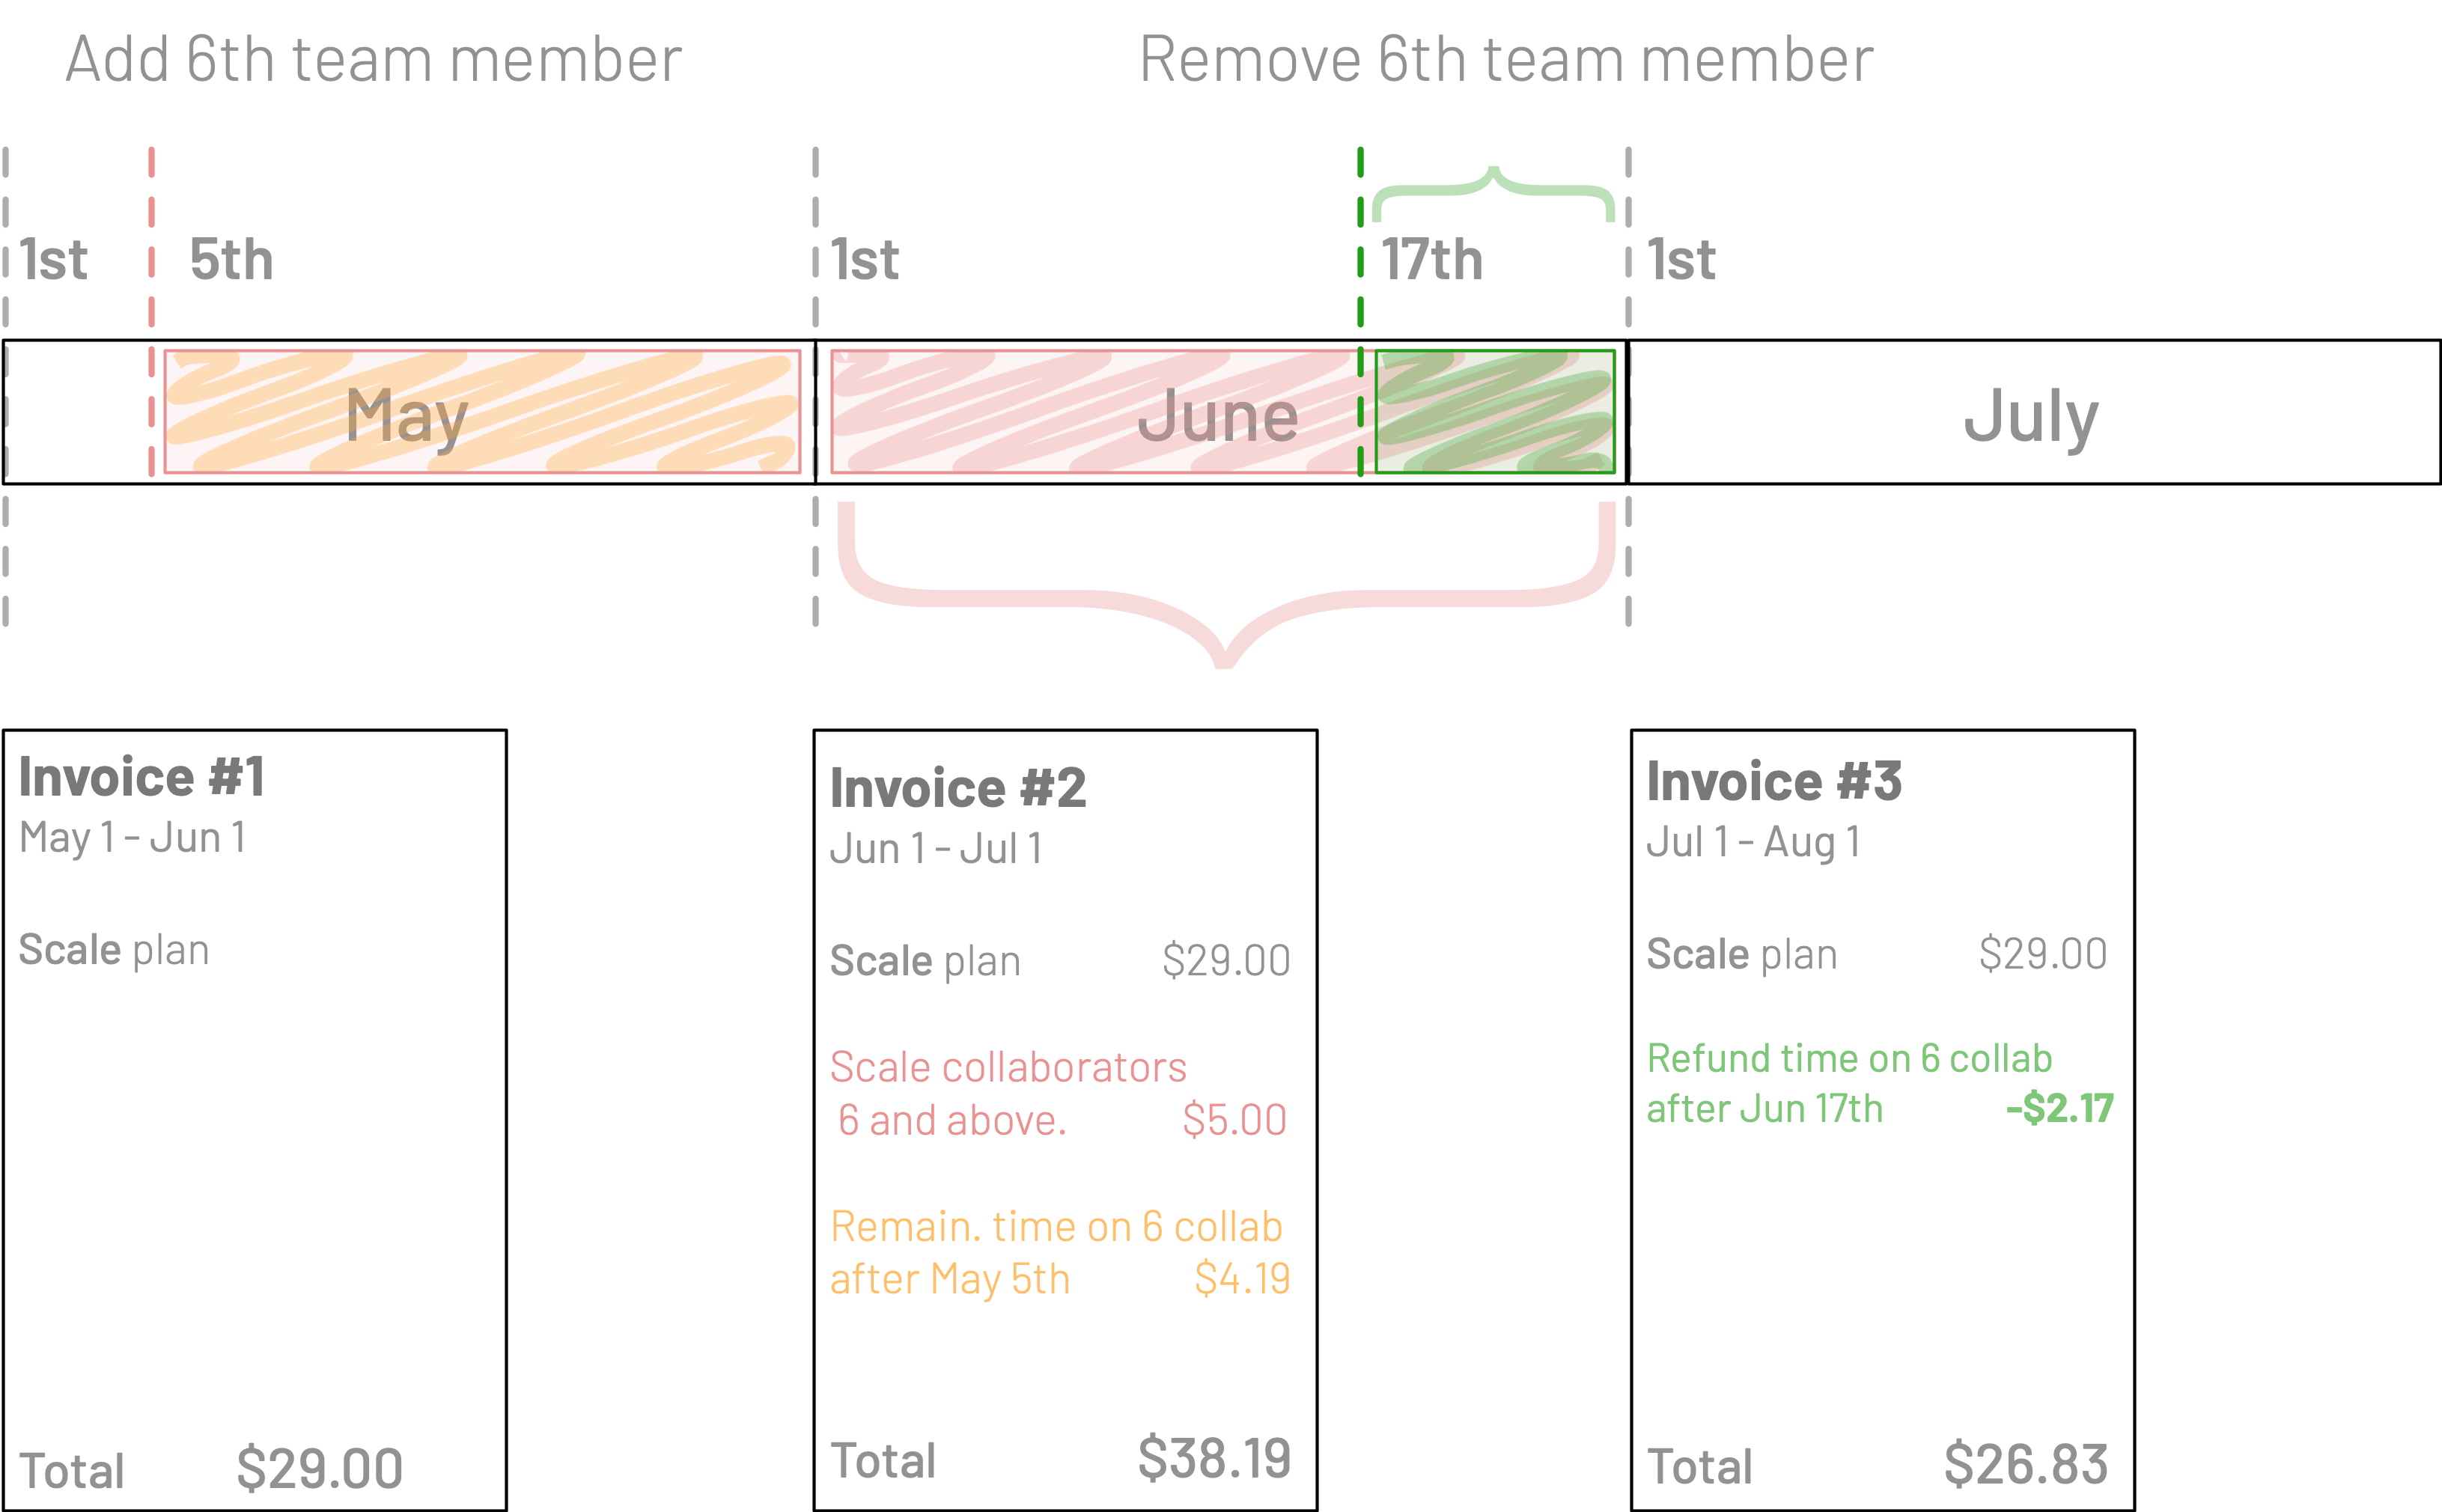 Add 6th team member
Remove 6th team member
1st
5th
1st
17th
1st
May
June
July
Invoice #1
May 1 - Jun 1
Scale plan
Total $29.00
Invoice #2
Jun 1 - Jul 1
Scale plan $29.00
Scale collaborators
6 and above. $5.00
Remain. time on 6 collab
after May 5th $4.19
Total $38.19
Invoice #3
Jul 1 - Aug 1
Scale plan $29.00
Refund time on 6 collab
after Jun 17th -$2.17
Total $26.83